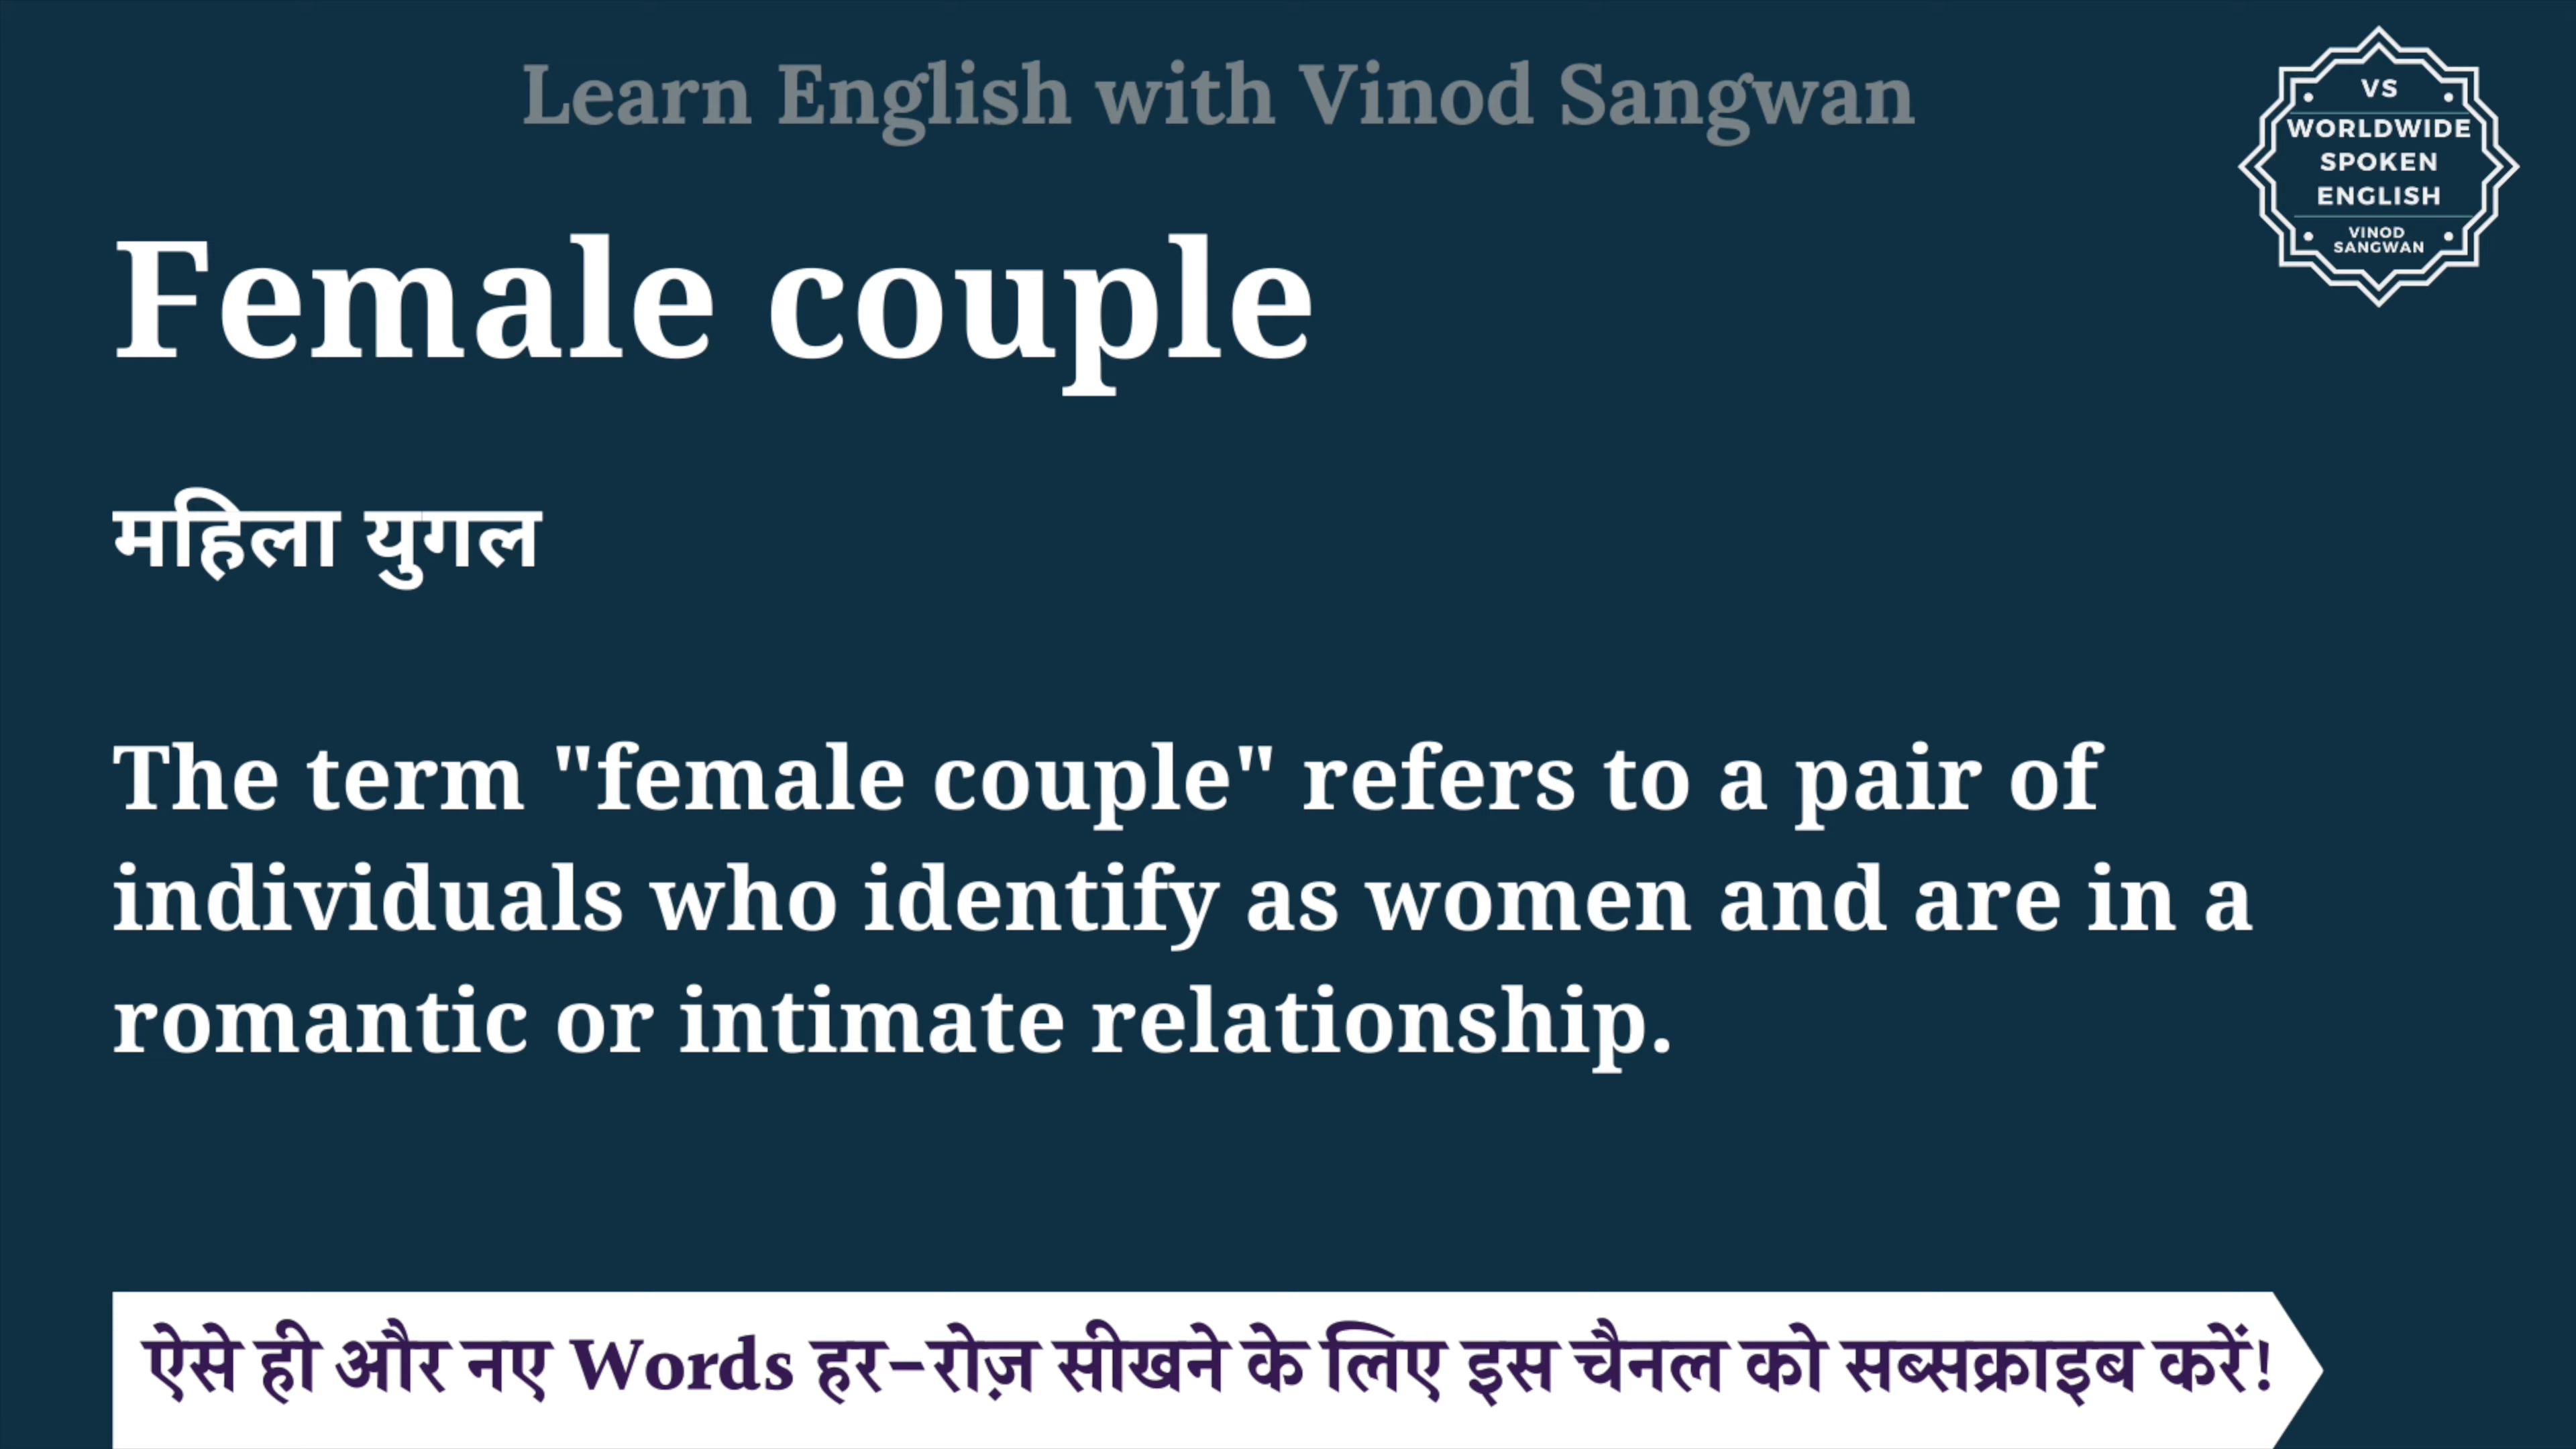 Learn English with Vinod Sangwan
VS
WORLDWIDE
SPOKEN
ENGLISH
VINOD
SANGWAN
Female couple
महिला युगल
The term "female couple" refers to a pair of
individuals who identify as women and are in a
romantic or intimate relationship.
ऐसे ही और नए Words हर-रोज़ सीखने के लिए इस चैनल को सब्सक्राइब करें!